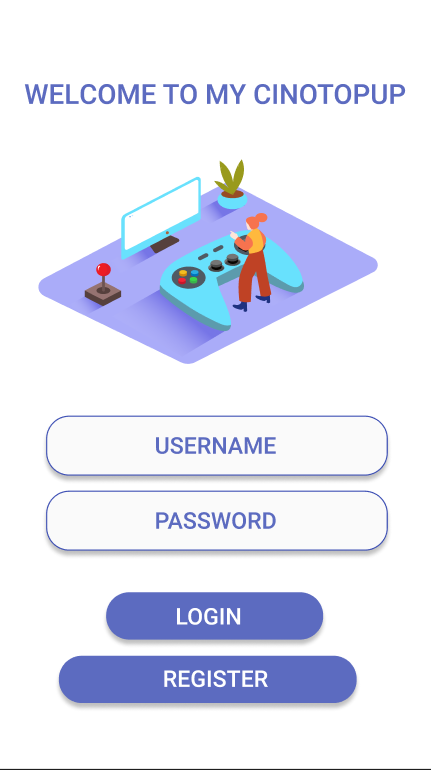 WELCOME TO MY CINOTOPUP
USERNAME
PASSWORD
LOGIN
REGISTER